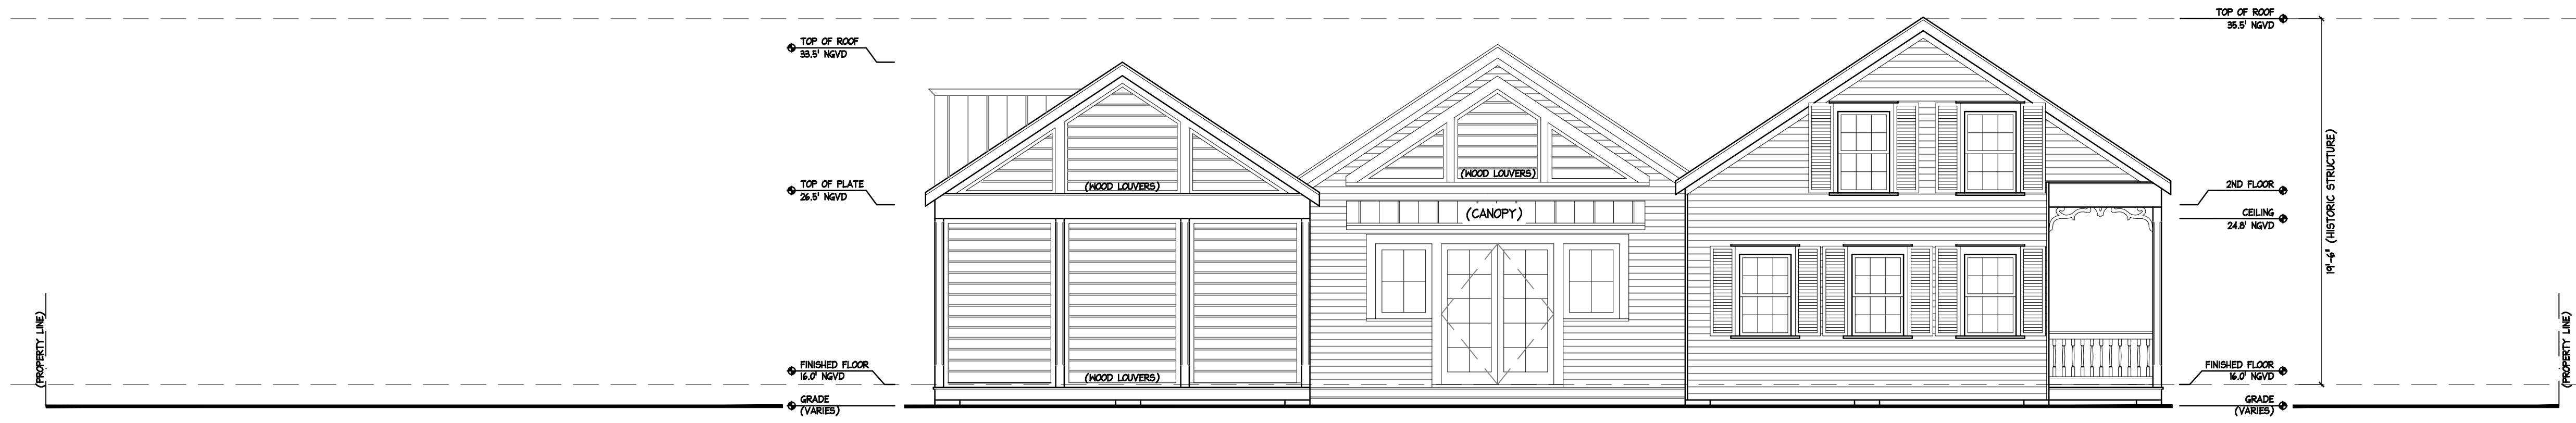 (PROPERTY LINE)
TOP OF ROOF
33.5' NGVD
TOP OF PLATE
26.5' NGVD
FINISHED FLOOR
16.0' NGVD
GRADE
(VARIES)
(WOOD LOUVERS)
(WOOD LOUVERS)
(WOOD LOUVERS)
(CANOPY)
TOP OF ROOF
35.5' NGVD
2ND FLOOR
CEILING
24.8' NGVD
FINISHED FLOOR
16.0' NGVD
GRADE
(VARIES)
19'-6" (HISTORIC STRUCTURE)
(PROPERTY LINE)